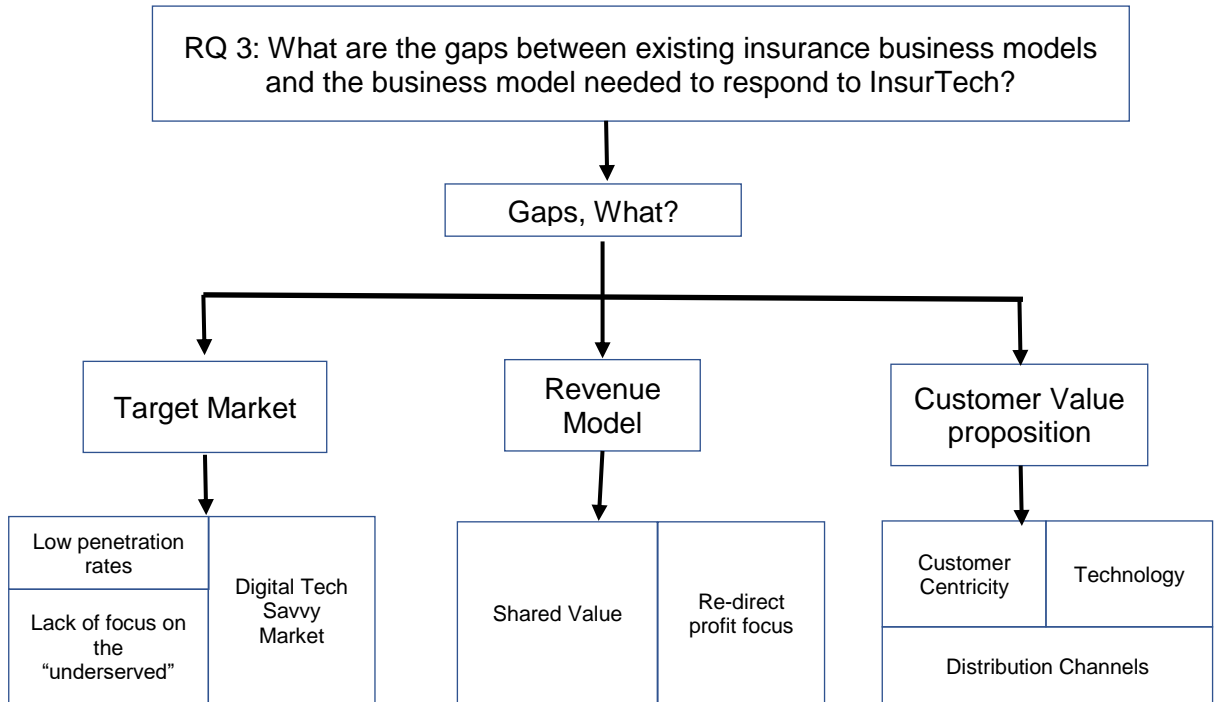 RQ 3: What are the gaps between existing insurance business models
and the business model needed to respond to InsurTech?
Gaps, What?
Target Market
Revenue
Model
Customer Value
proposition
Low penetration
rates
Lack of focus on
the
“underserved”
Digital Tech
Savvy
Market
Shared Value
Re-direct
profit focus
Customer
Centricity
Technology
Distribution Channels